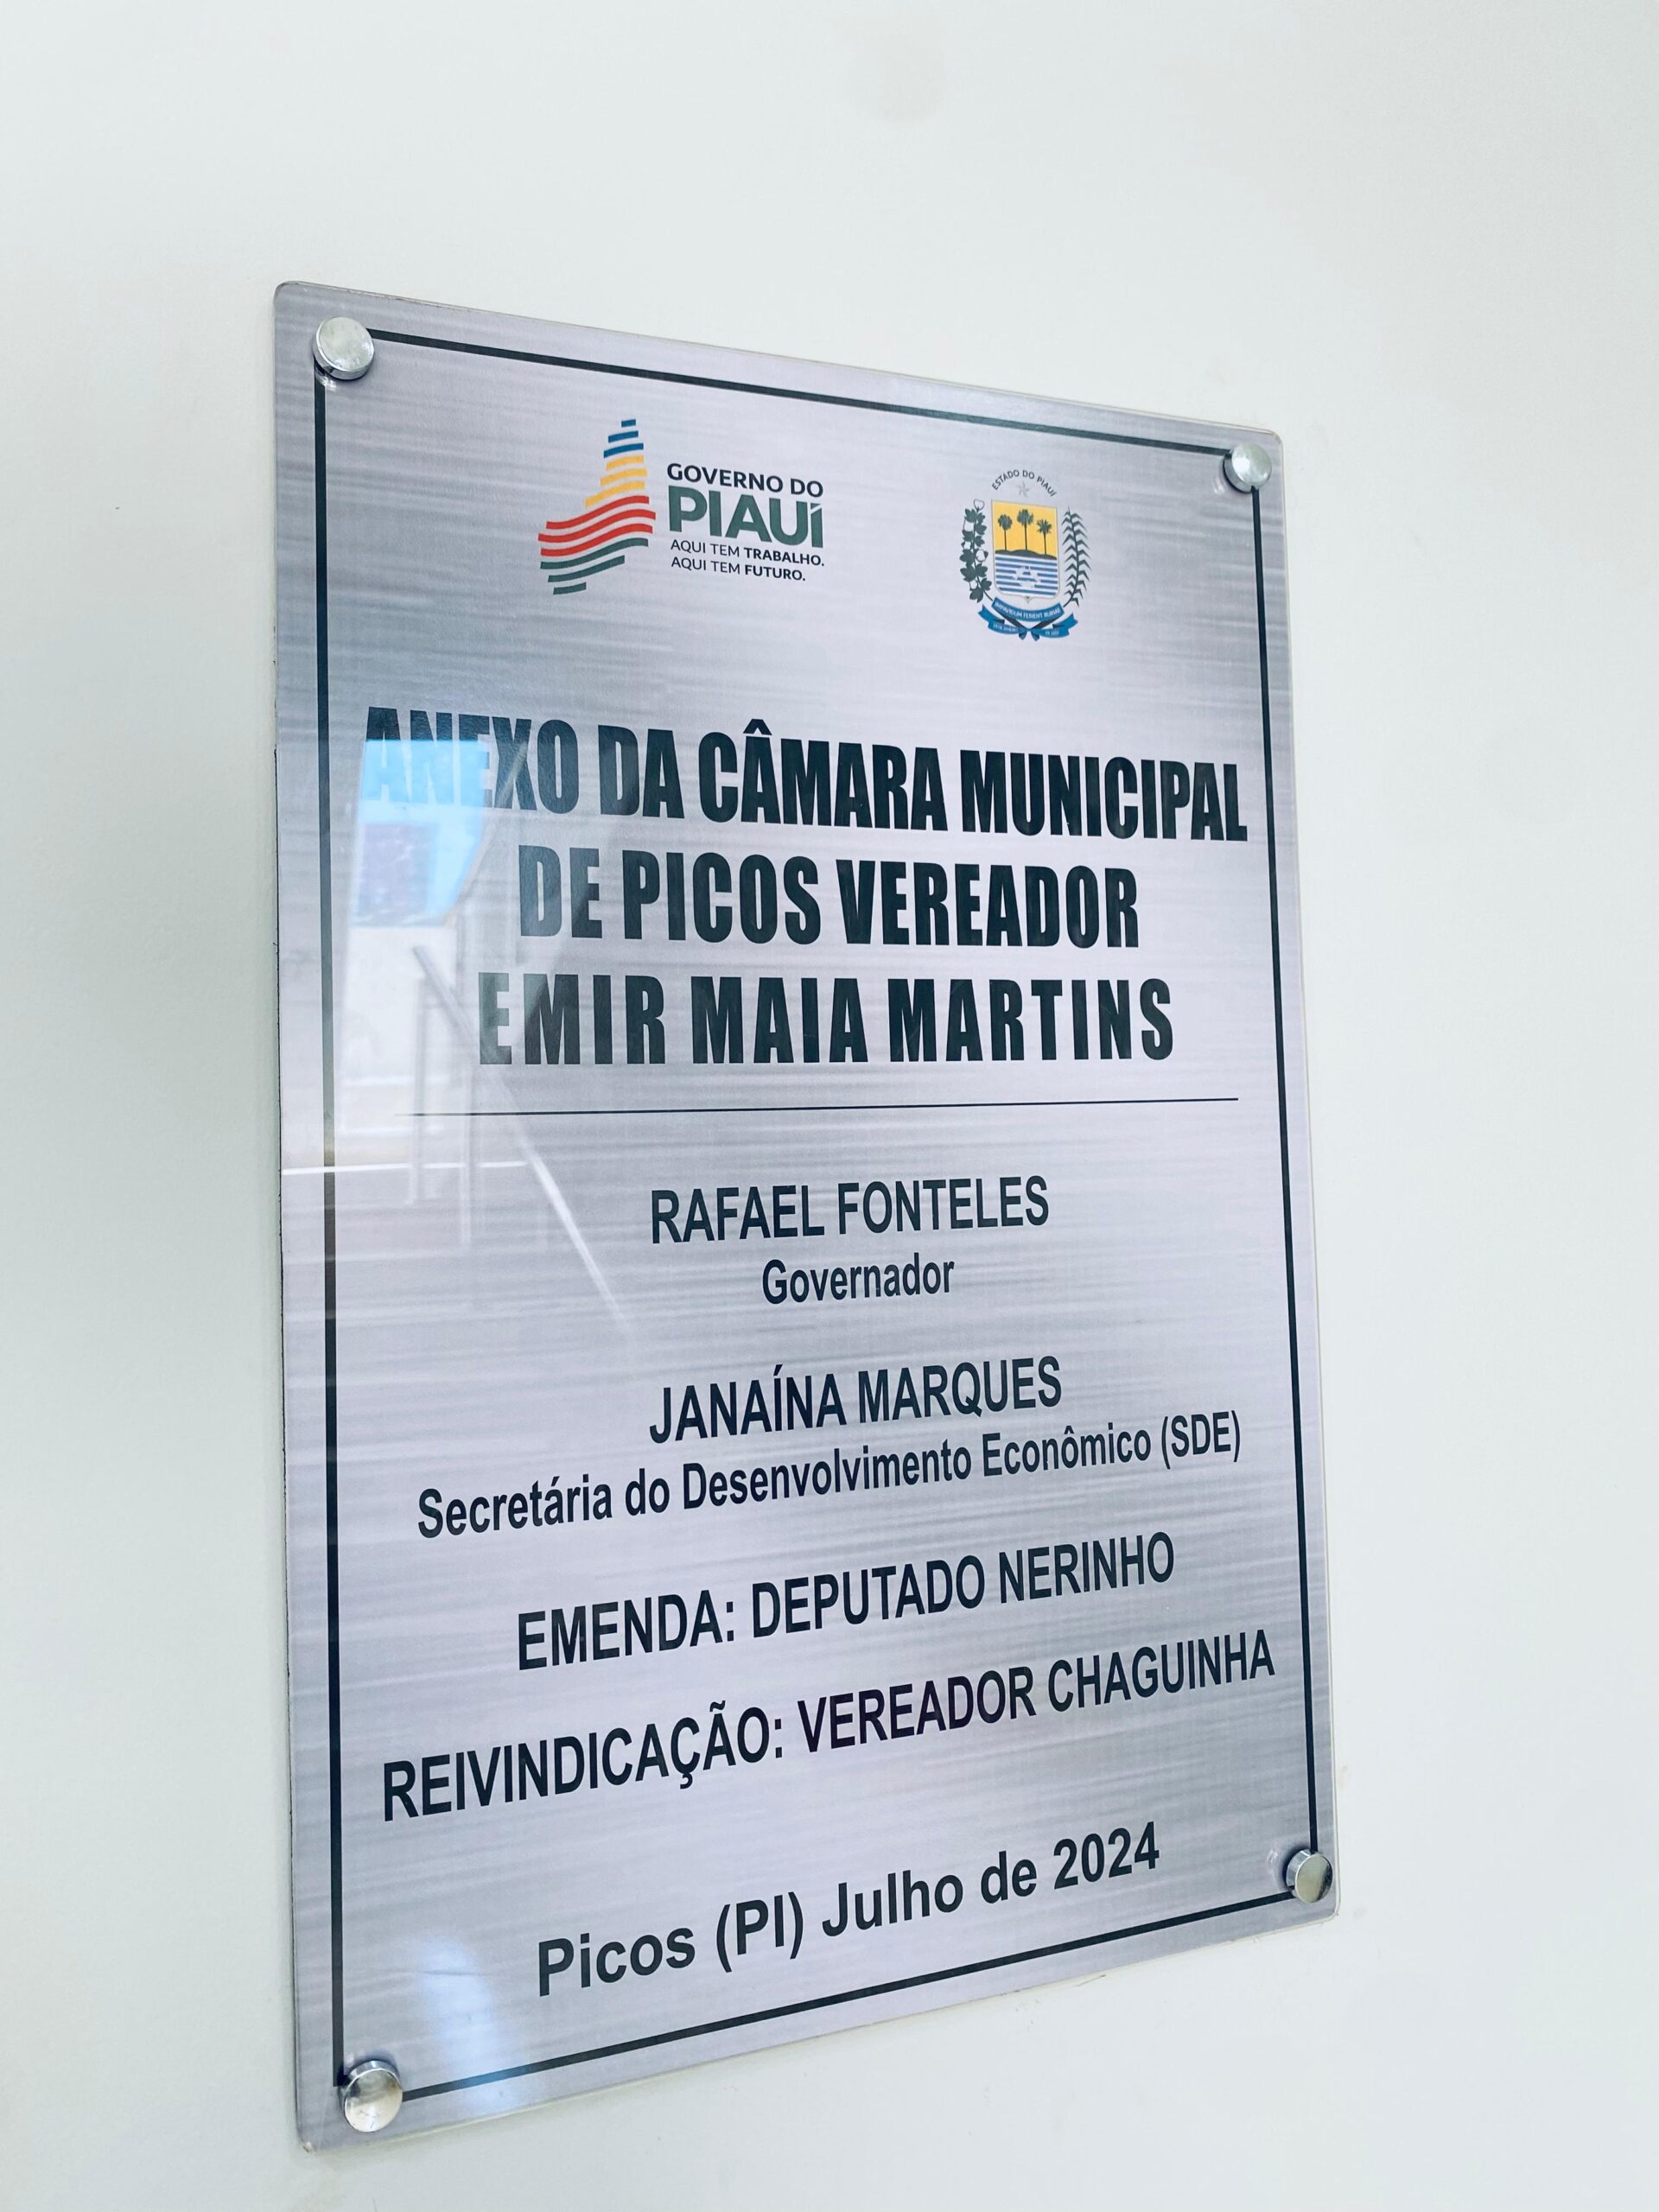 GOVERNO DO
PIAUÍ
AQUI TEM TRABALHO.
AQUI TEM FUTURO.
ESTADO DO PIAUÍ
ANEXO DA CÂMARA MUNICIPAL
DE PICOS VEREADOR
EMIR MAIA MARTINS
RAFAEL FONTELES
Governador
JANAÍNA MARQUES
Secretária do Desenvolvimento Econômico (SDE)
EMENDA: DEPUTADO NERINHO
REIVINDICAÇÃO: VEREADOR CHAGUINHA
Picos (PI) Julho de 2024